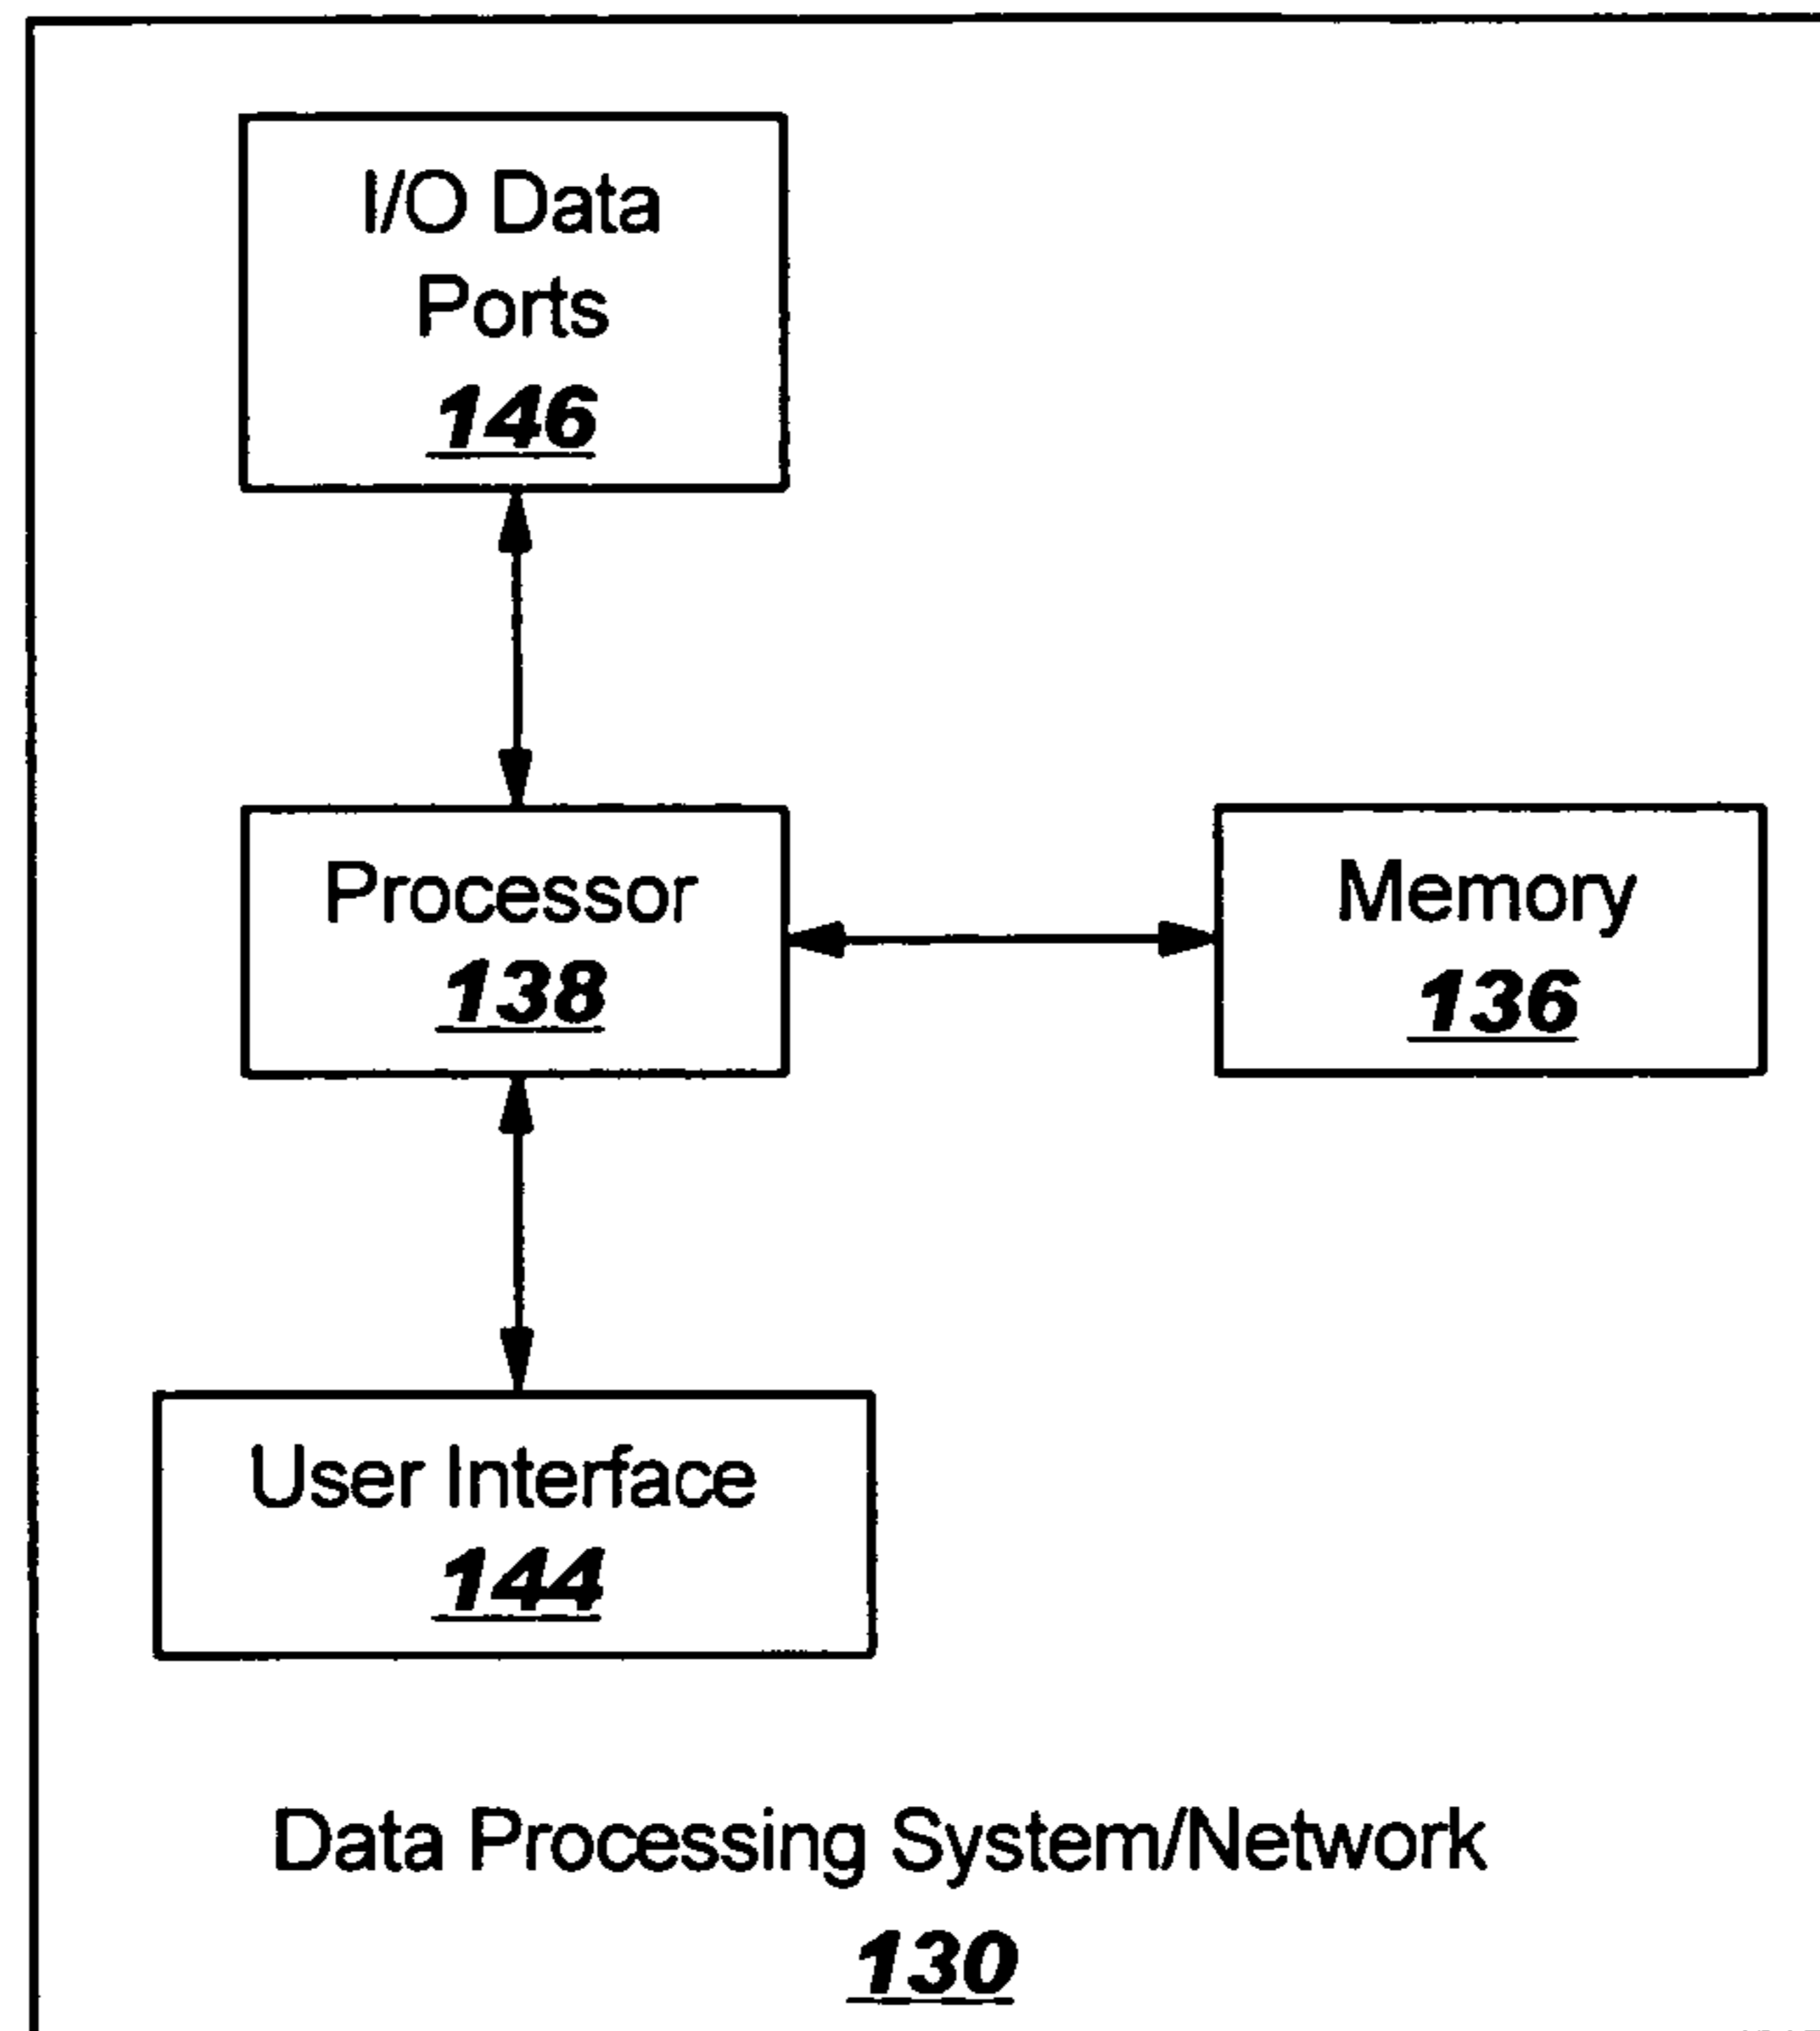 I/O Data
Ports
146
Processor
138
Memory
136
User Interface
144
Data Processing System/Network
130